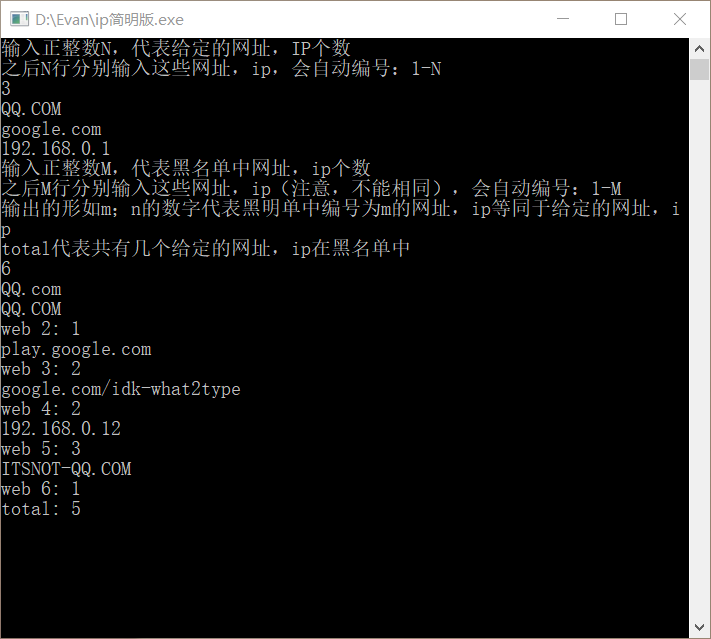 D:\Evan\ip简明版.exe
输入正整数N，代表给定的网址，IP个数
之后N行分别输入这些网址，ip，会自动编号：1-N
3
QQ.COM
google.com
192.168.0.1
输入正整数M，代表黑名单中网址，ip个数
之后M行分别输入这些网址，ip（注意，不能相同），会自动编号：1-M
输出的形如m；n的数字代表黑明单中编号为m的网址，ip等同于给定的网址，i
p
total代表共有几个给定的网址，ip在黑名单中
6
QQ.com
QQ.COM
web 2: 1
play.google.com
web 3: 2
google.com/idk-what2type
web 4: 2
192.168.0.12
web 5: 3
ITSNOT-QQ.COM
web 6: 1
total: 5